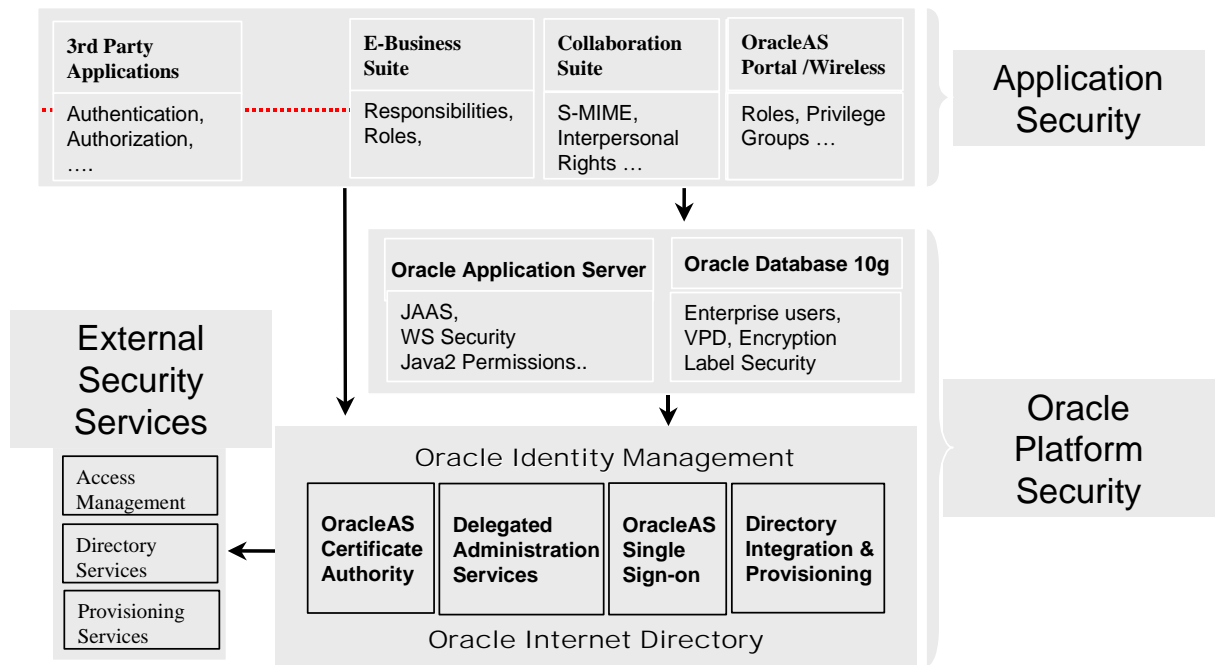 3rd Party
Applications
Authentication,
Authorization,
….
E-Business
Suite
Responsibilities,
Roles,
Collaboration
Suite
S-MIME,
Interpersonal
Rights …
OracleAS
Portal /Wireless
Roles, Privilege
Groups …
Application
Security
Oracle Application Server
JAAS,
WS Security
Java2 Permissions..
Oracle Database 10g
Enterprise users,
VPD, Encryption
Label Security
External
Security
Services
Access
Management
Directory
Services
Provisioning
Services
Oracle Identity Management
OracleAS
Certificate
Authority
Delegated
Administration
Services
OracleAS
Single
Sign-on
Directory
Integration &
Provisioning
Oracle Internet Directory
Oracle
Platform
Security